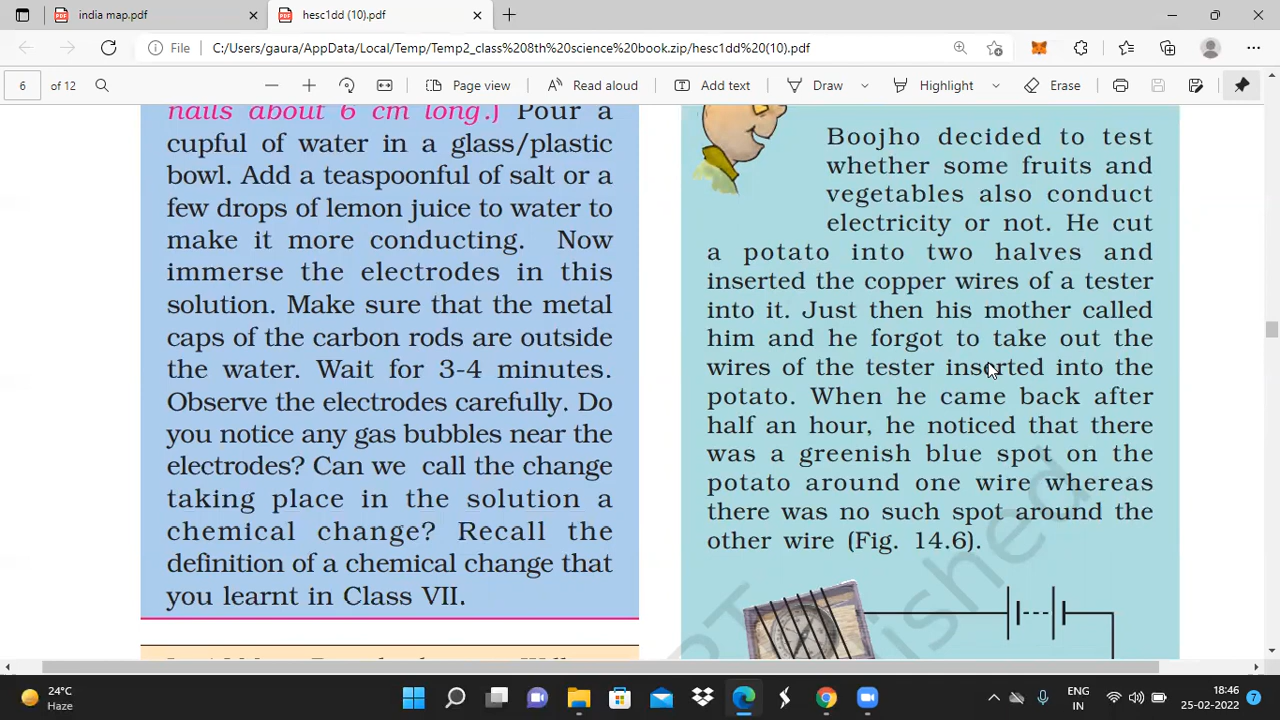 india map.pdf
hesc1dd (10).pdf
File
C:/Users/gaura/AppData/Local/Temp/Temp2_class%208th%20science%20book.zip/hesc1dd%20(10).pdf
6 of 12
Page view
Read aloud
Add text
Draw
Highlight
Erase
nails about 6 cm long.) Pour a
cupful of water in a glass/plastic
bowl. Add a teaspoonful of salt or a
few drops of lemon juice to water to
make it more conducting. Now
immerse the electrodes in this
solution. Make sure that the metal
caps of the carbon rods are outside
the water. Wait for 3-4 minutes.
Observe the electrodes carefully. Do
you notice any gas bubbles near the
electrodes? Can we call the change
taking place in the solution a
chemical change? Recall the
definition of a chemical change that
you learnt in Class VII.
Boojho decided to test
whether some fruits and
vegetables also conduct
electricity or not. He cut
a potato into two halves and
inserted the copper wires of a tester
into it. Just then his mother called
him and he forgot to take out the
wires of the tester inserted into the
potato. When he came back after
half an hour, he noticed that there
was a greenish blue spot on the
potato around one wire whereas
there was no such spot around the
other wire (Fig. 14.6).
24°C
Haze
ENG
IN
18:46
25-02-2022
7